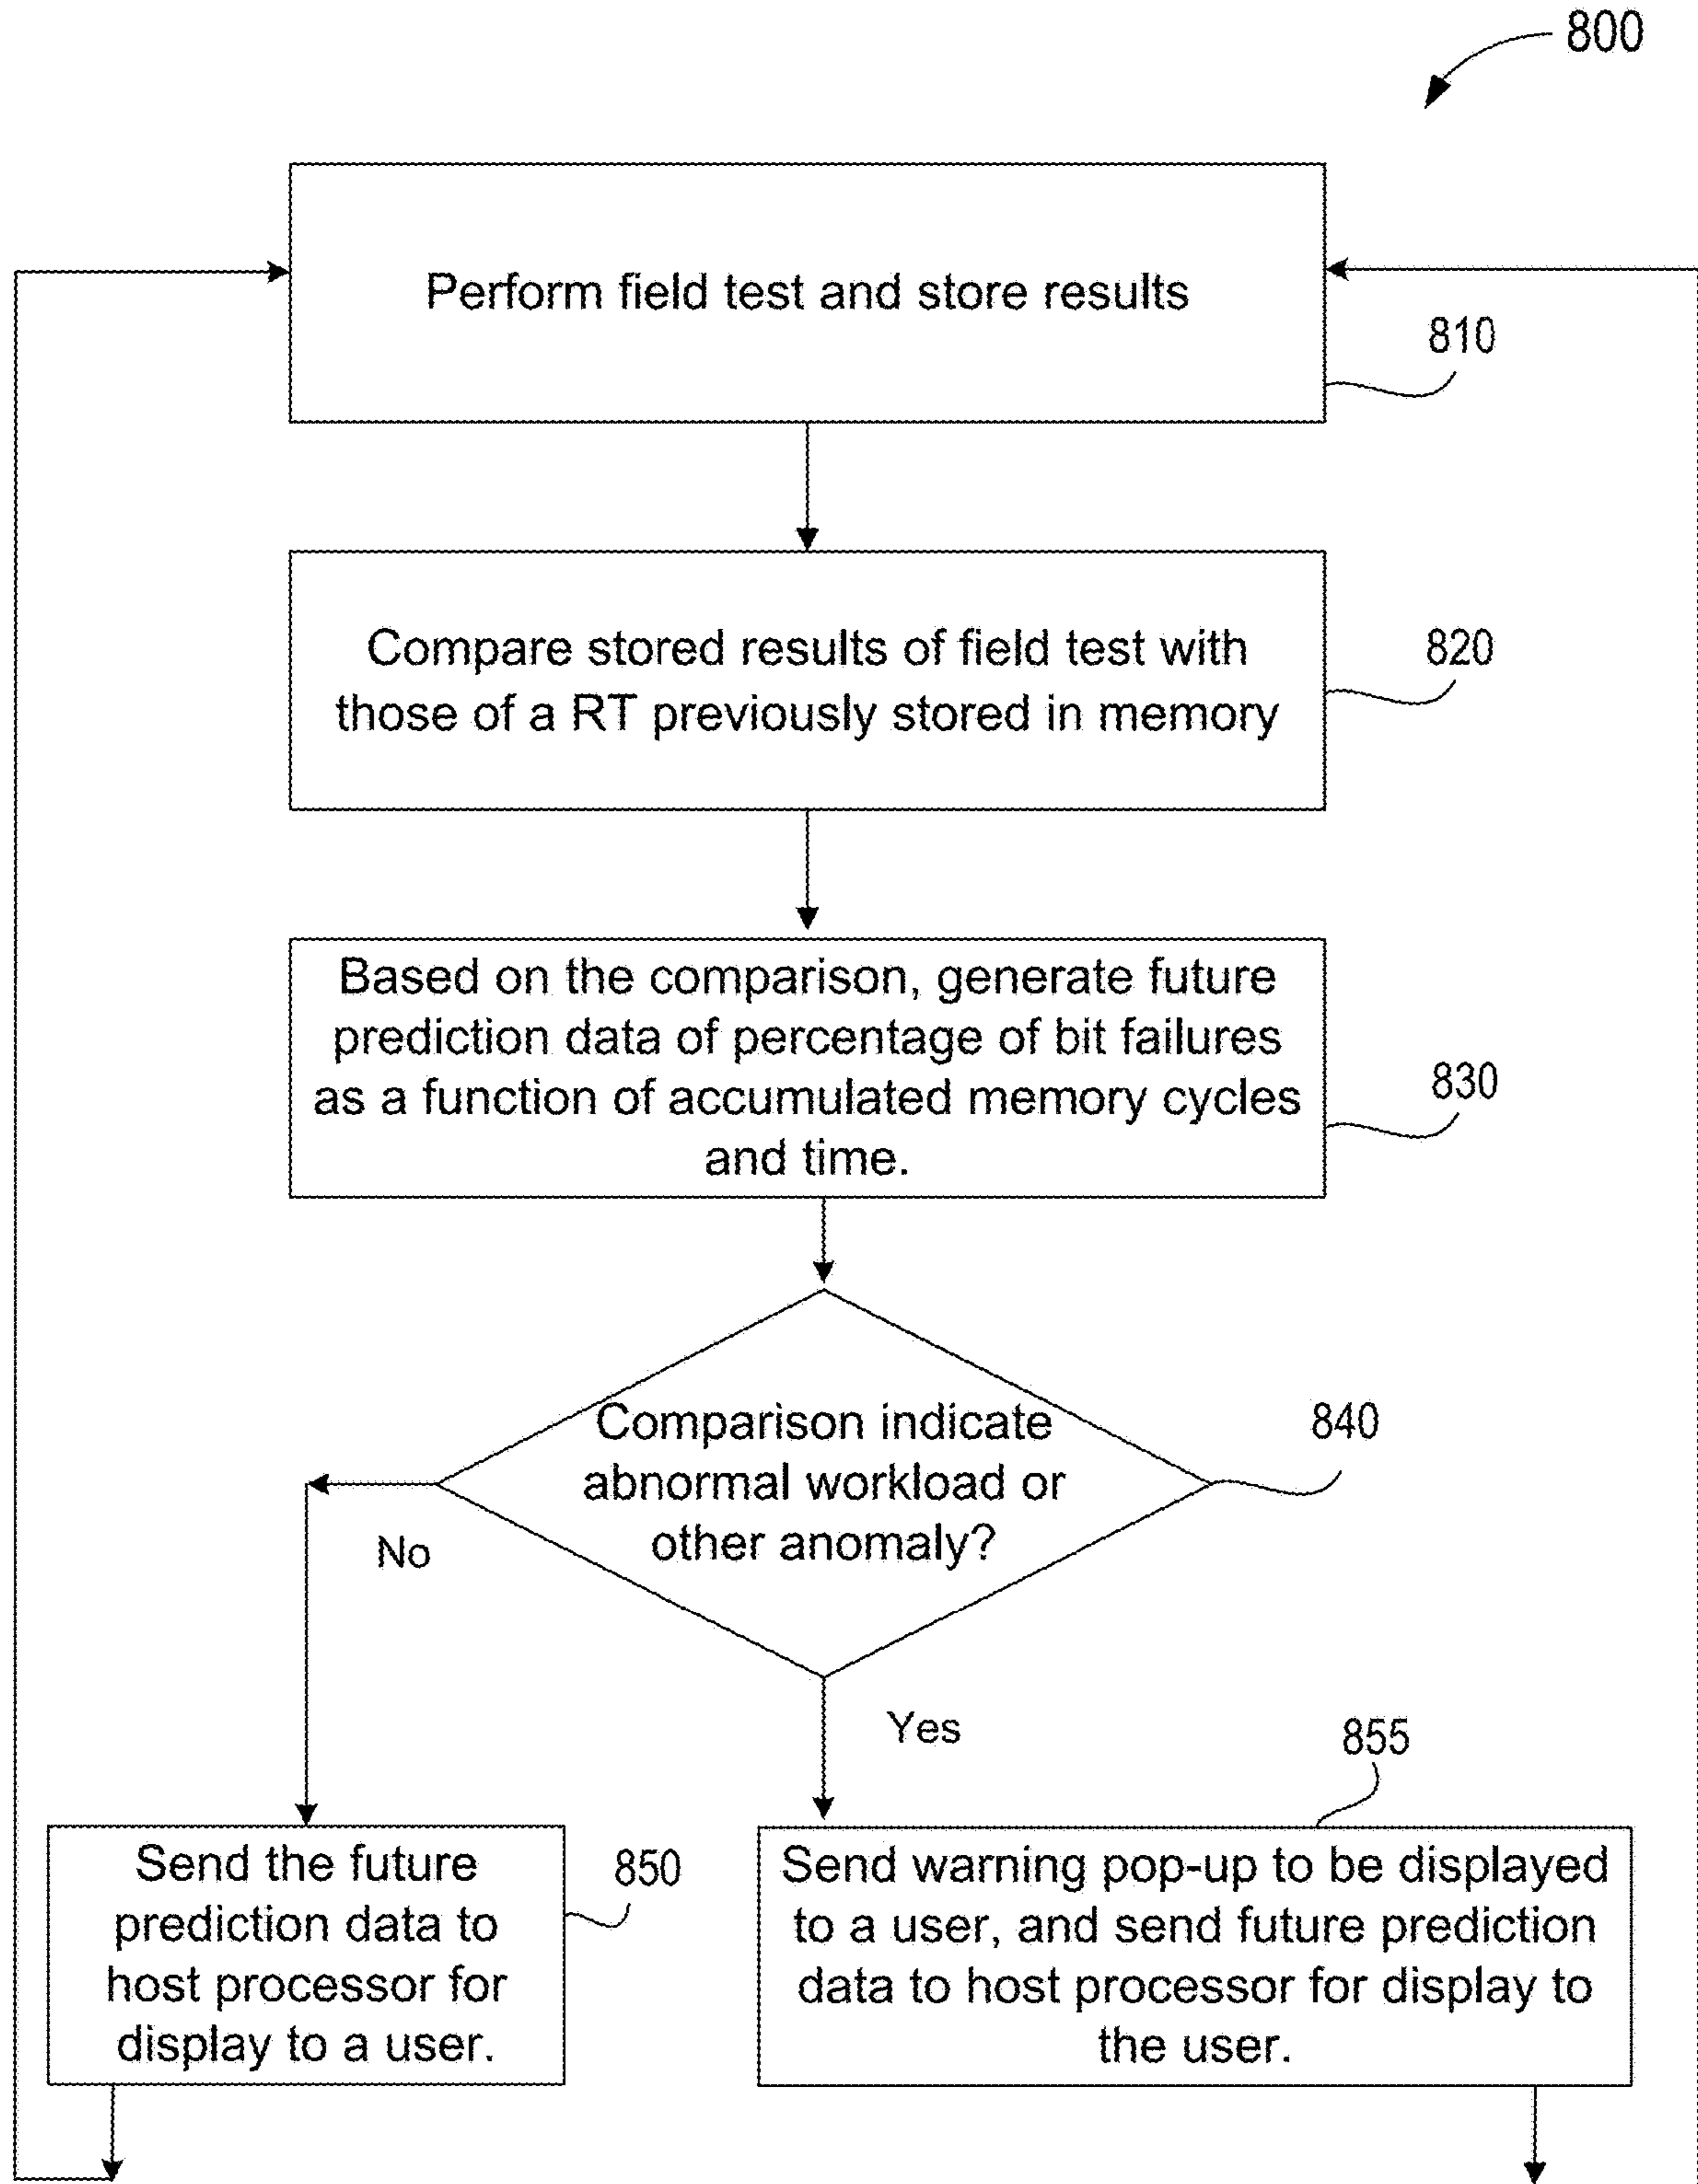 800
Perform field test and store results
810
Compare stored results of field test with
those of a RT previously stored in memory
820
Based on the comparison, generate future
prediction data of percentage of bit failures
as a function of accumulated memory cycles
and time.
830
Comparison indicate
abnormal workload or
other anomaly?
840
No
Yes
855
Send the future
prediction data to
host processor for
display to a user.
850
Send warning pop-up to be displayed
to a user, and send future prediction
data to host processor for display to
the user.